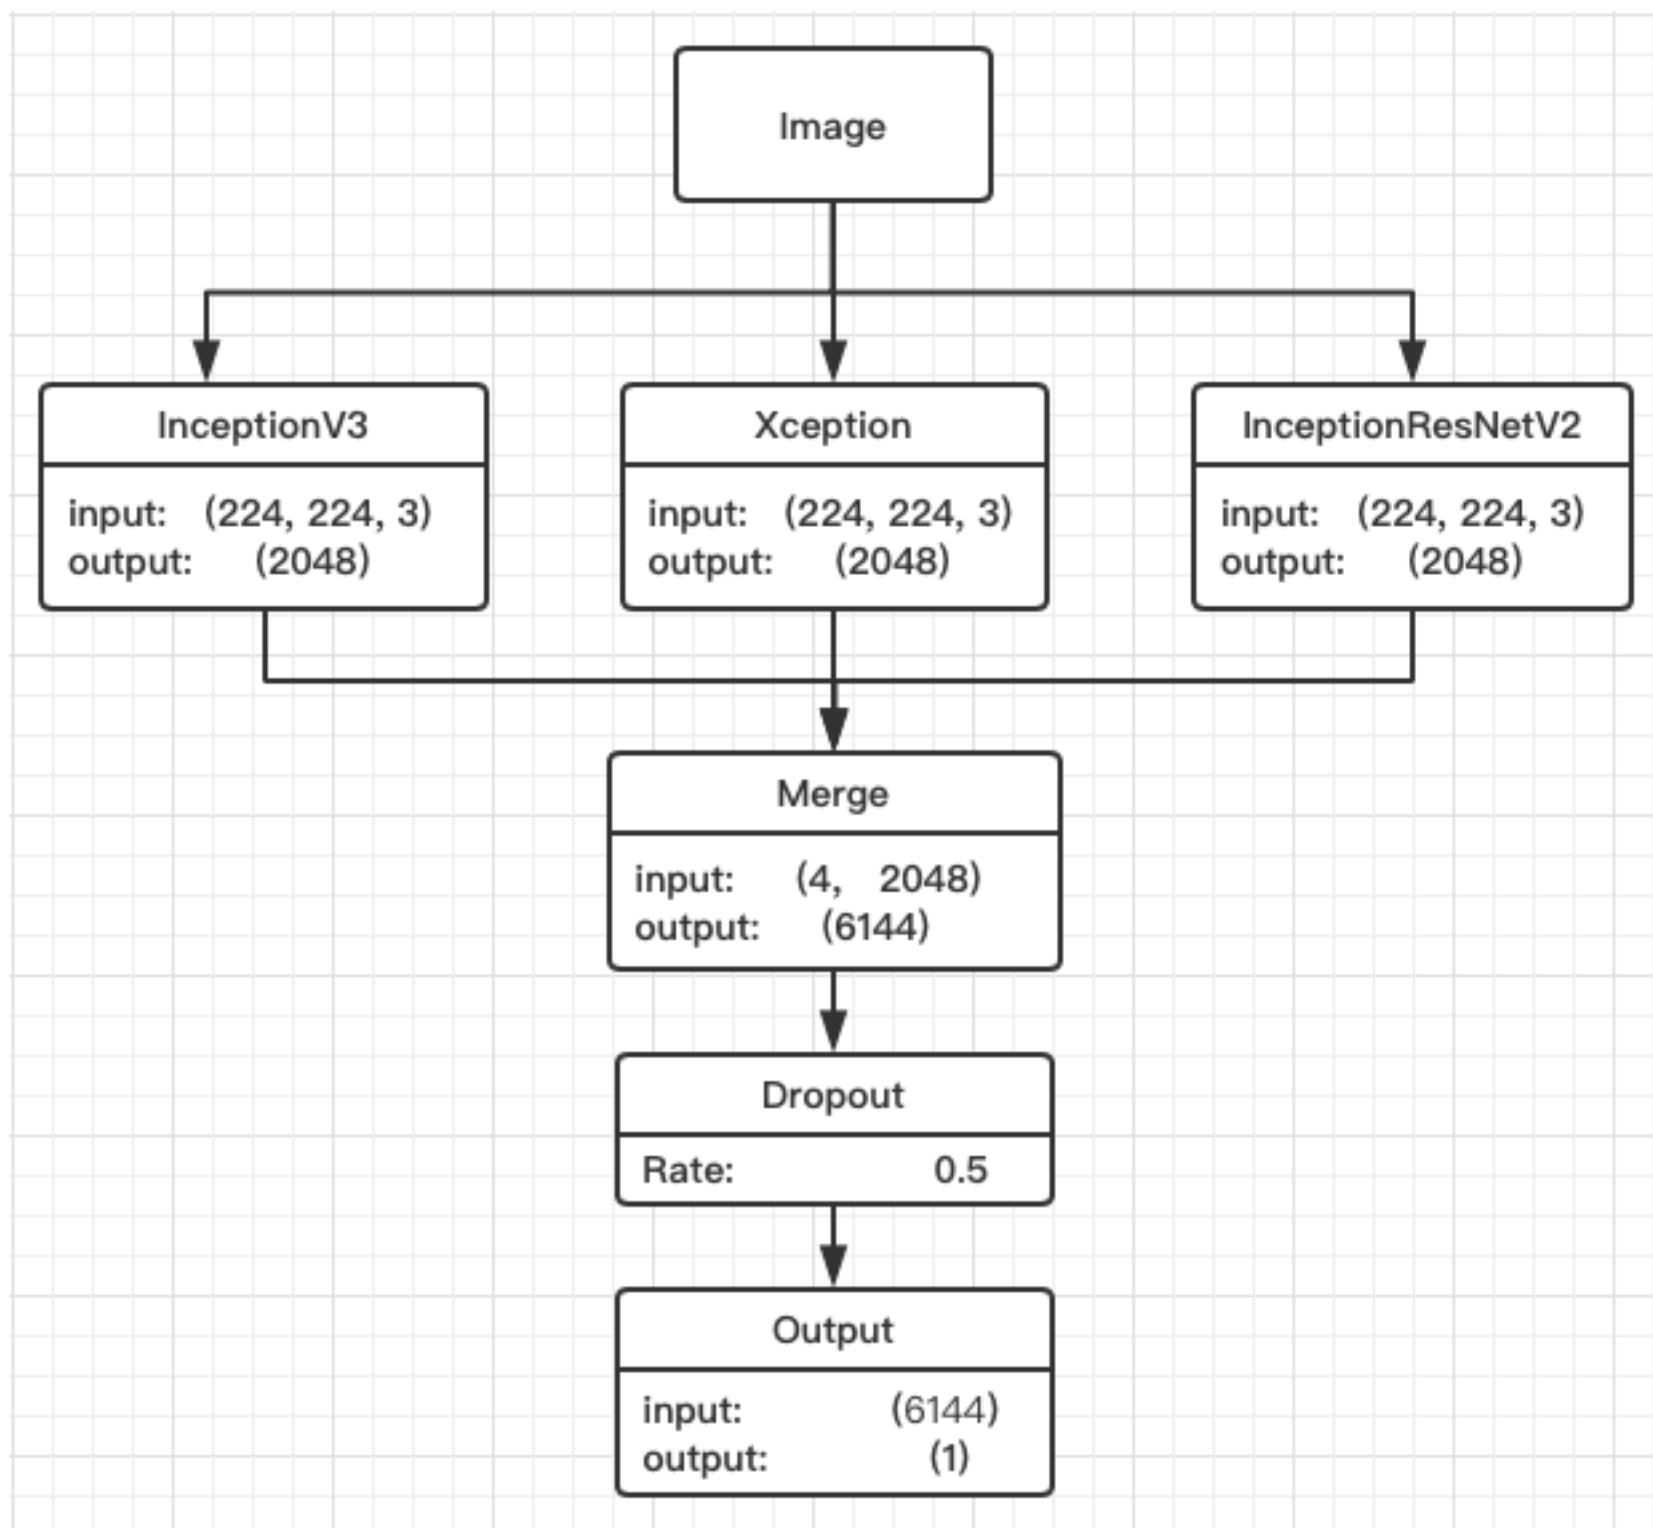 Image
InceptionV3
input: (224, 224, 3)
output: (2048)
Xception
input: (224, 224, 3)
output: (2048)
InceptionResNetV2
input: (224, 224, 3)
output: (2048)
Merge
input: (4, 2048)
output: (6144)
Dropout
Rate: 0.5
Output
input: (6144)
output: (1)